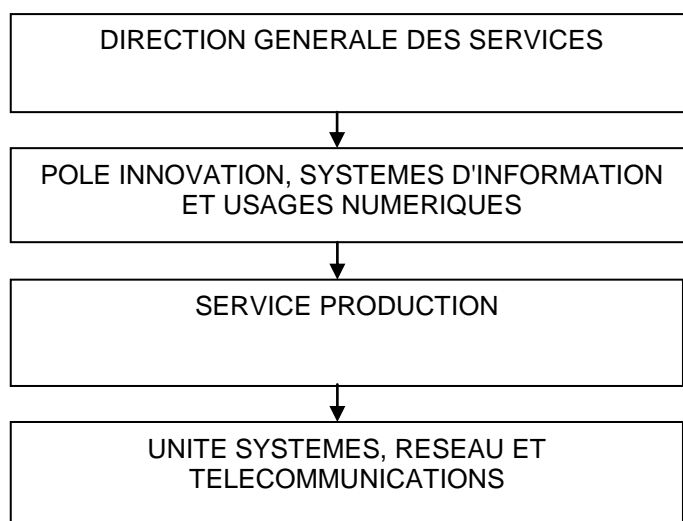 DIRECTION GENERALE DES SERVICES
POLE INNOVATION, SYSTEMES D'INFORMATION
ET USAGES NUMERIQUES
SERVICE PRODUCTION
UNITE SYSTEMES, RESEAU ET
TELECOMMUNICATIONS